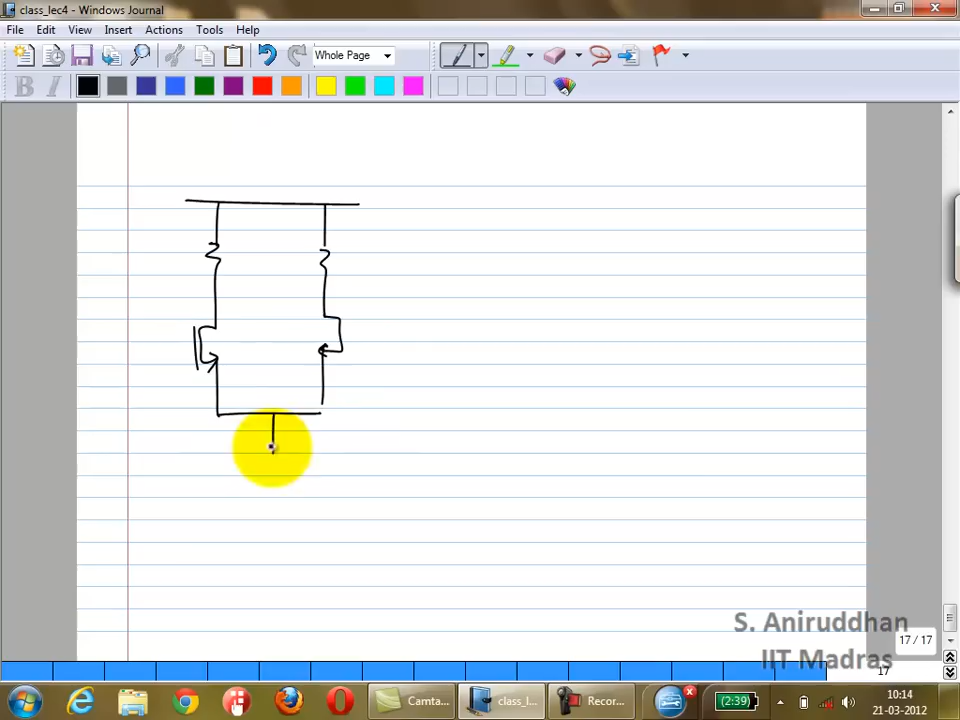 class_lec4 - Windows Journal
File Edit View Insert Actions Tools Help
Whole Page
B I
S. Aniruddhan
17 / 17
IIT Madras
17
Camta...
class_l...
Recor...
(2:39)
10:14
21-03-2012